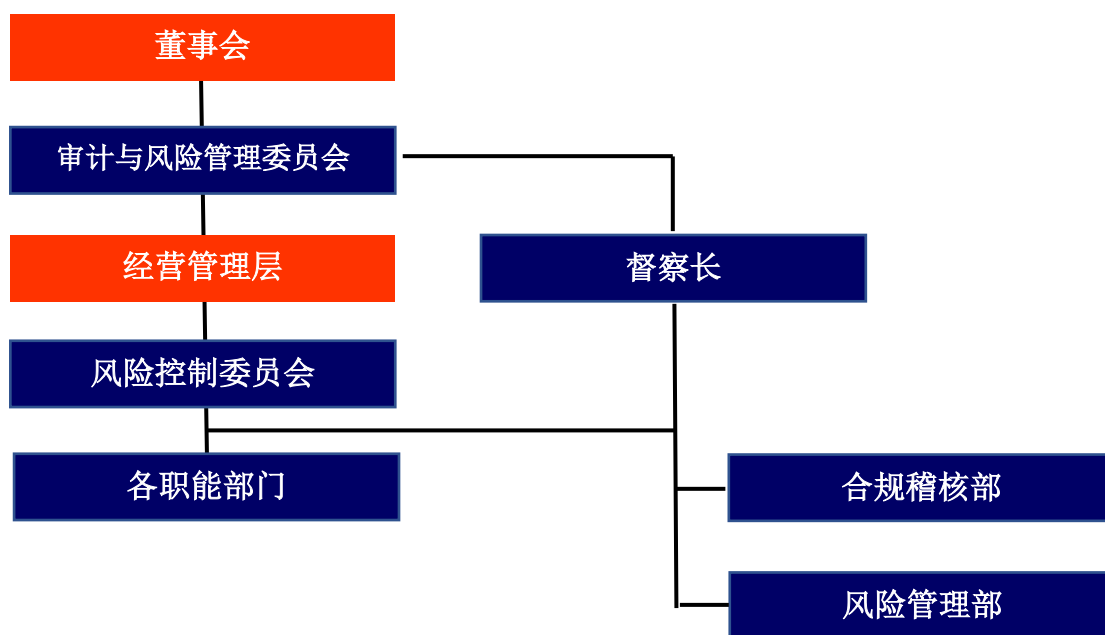 董事会
审计与风险管理委员会
经营管理层
督察长
风险控制委员会
各职能部门
合规稽核部
风险管理部